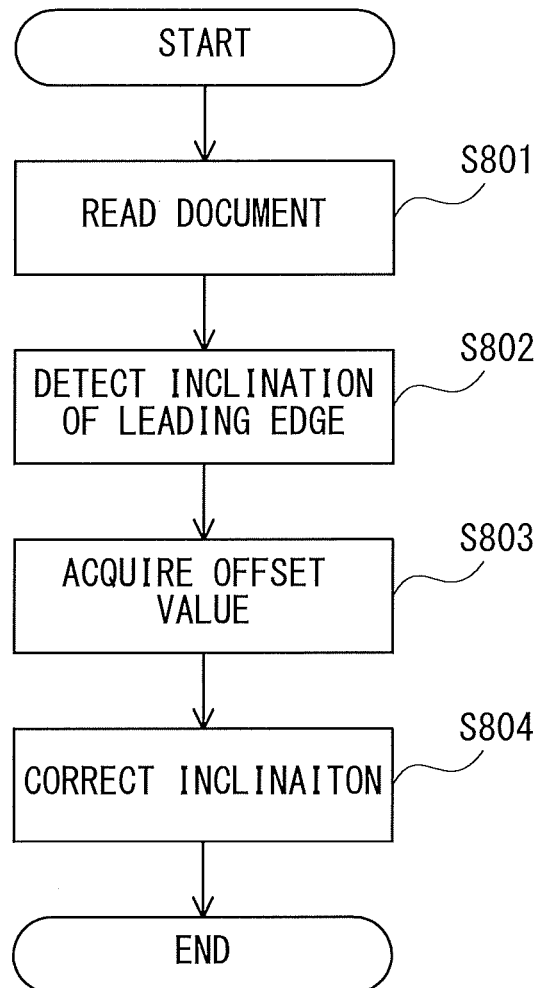 START
S801
READ DOCUMENT
S802
DETECT INCLINATION
OF LEADING EDGE
S803
ACQUIRE OFFSET
VALUE
S804
CORRECT INCLINAITON
END